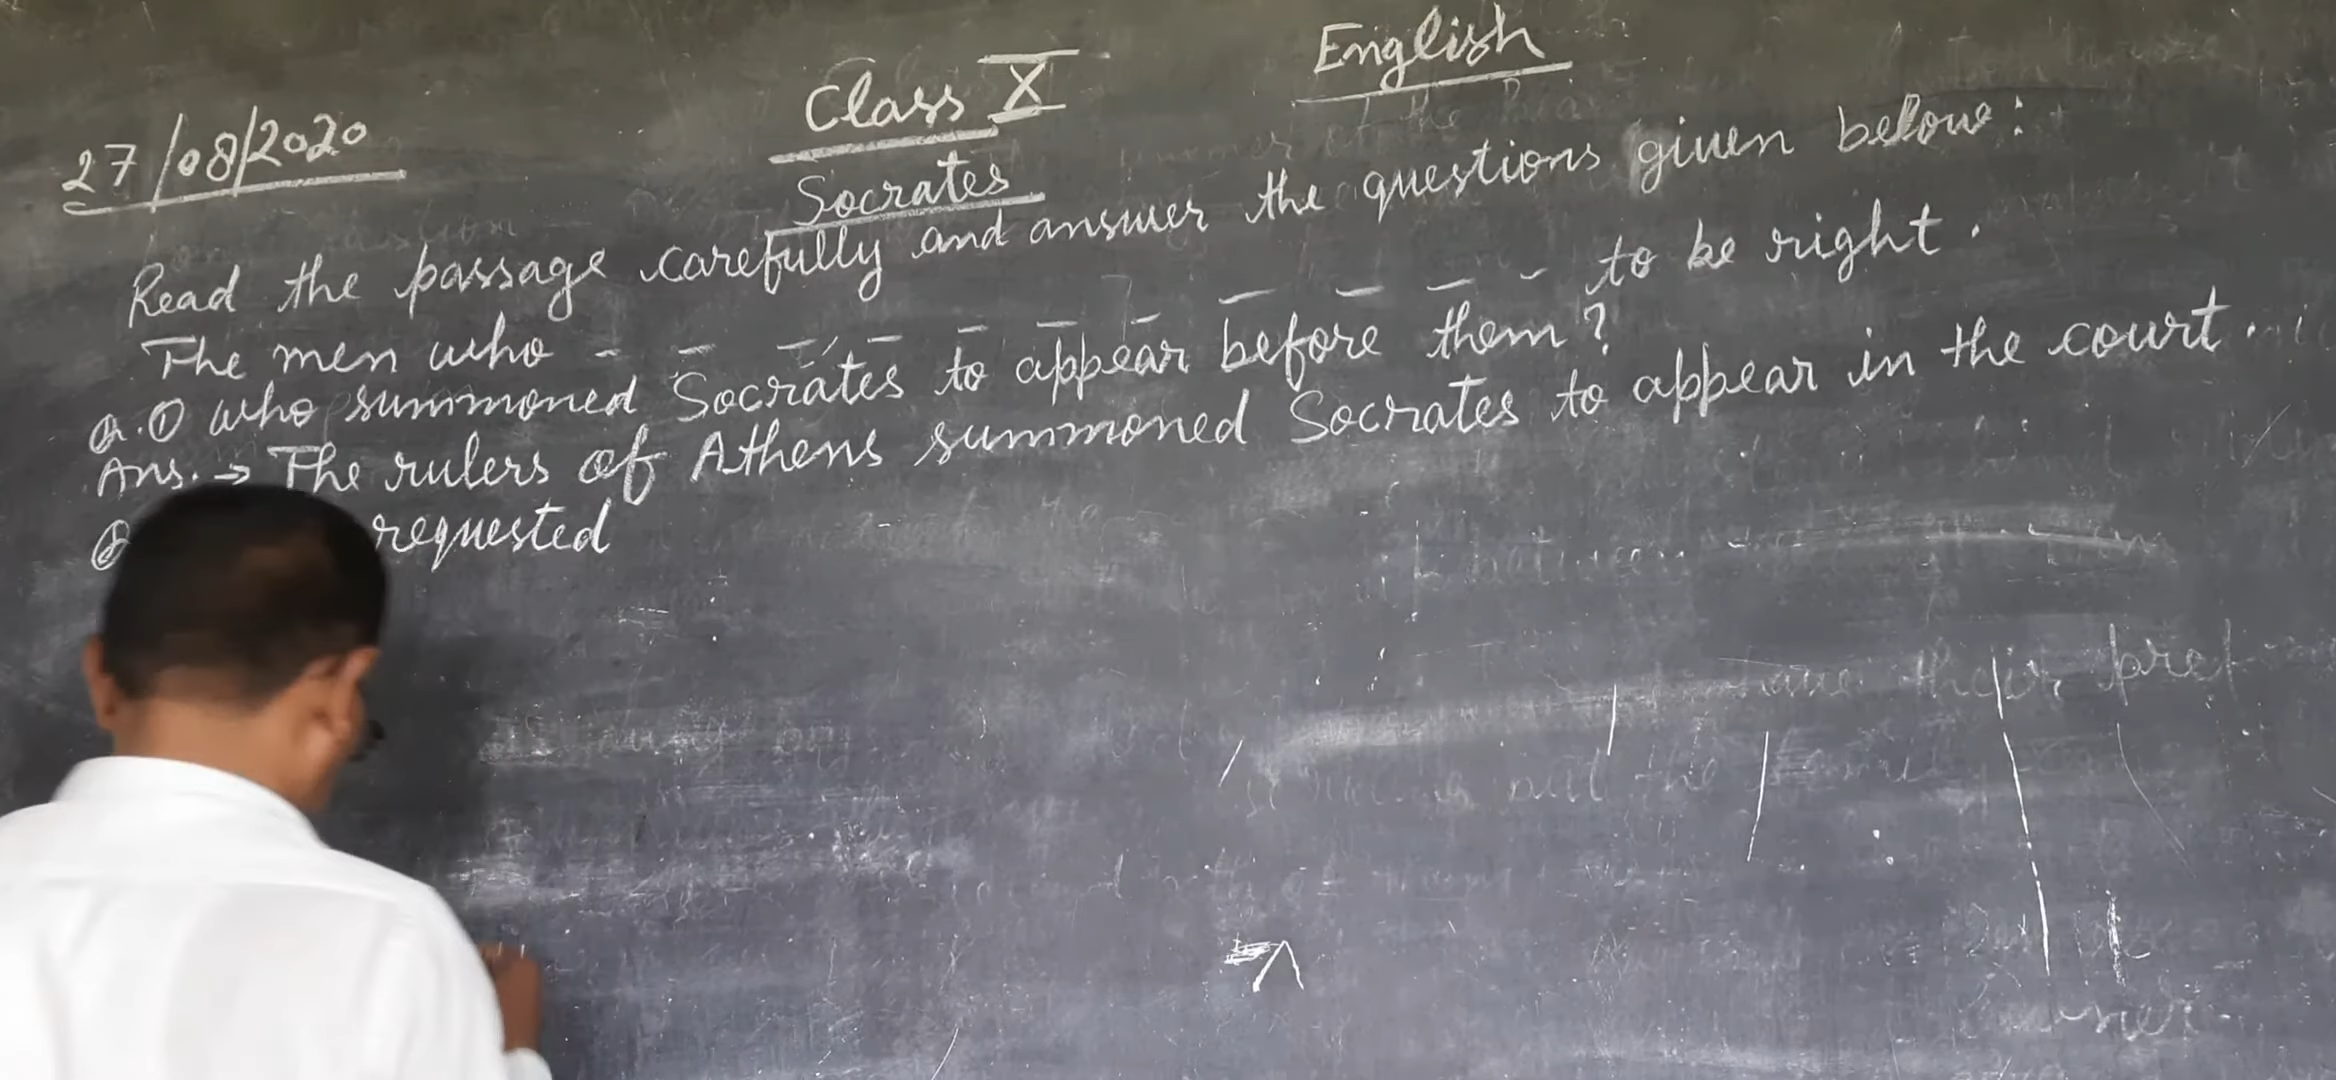 27/08/2020
Class X
English
Socrates
Read the passage carefully and answer the questions given below:
The men who - - - - - - - - - - - to be right.
Q.① who summoned Socrates to appear before them?
Ans. → The rulers of Athens summoned Socrates to appear in the court.
requested